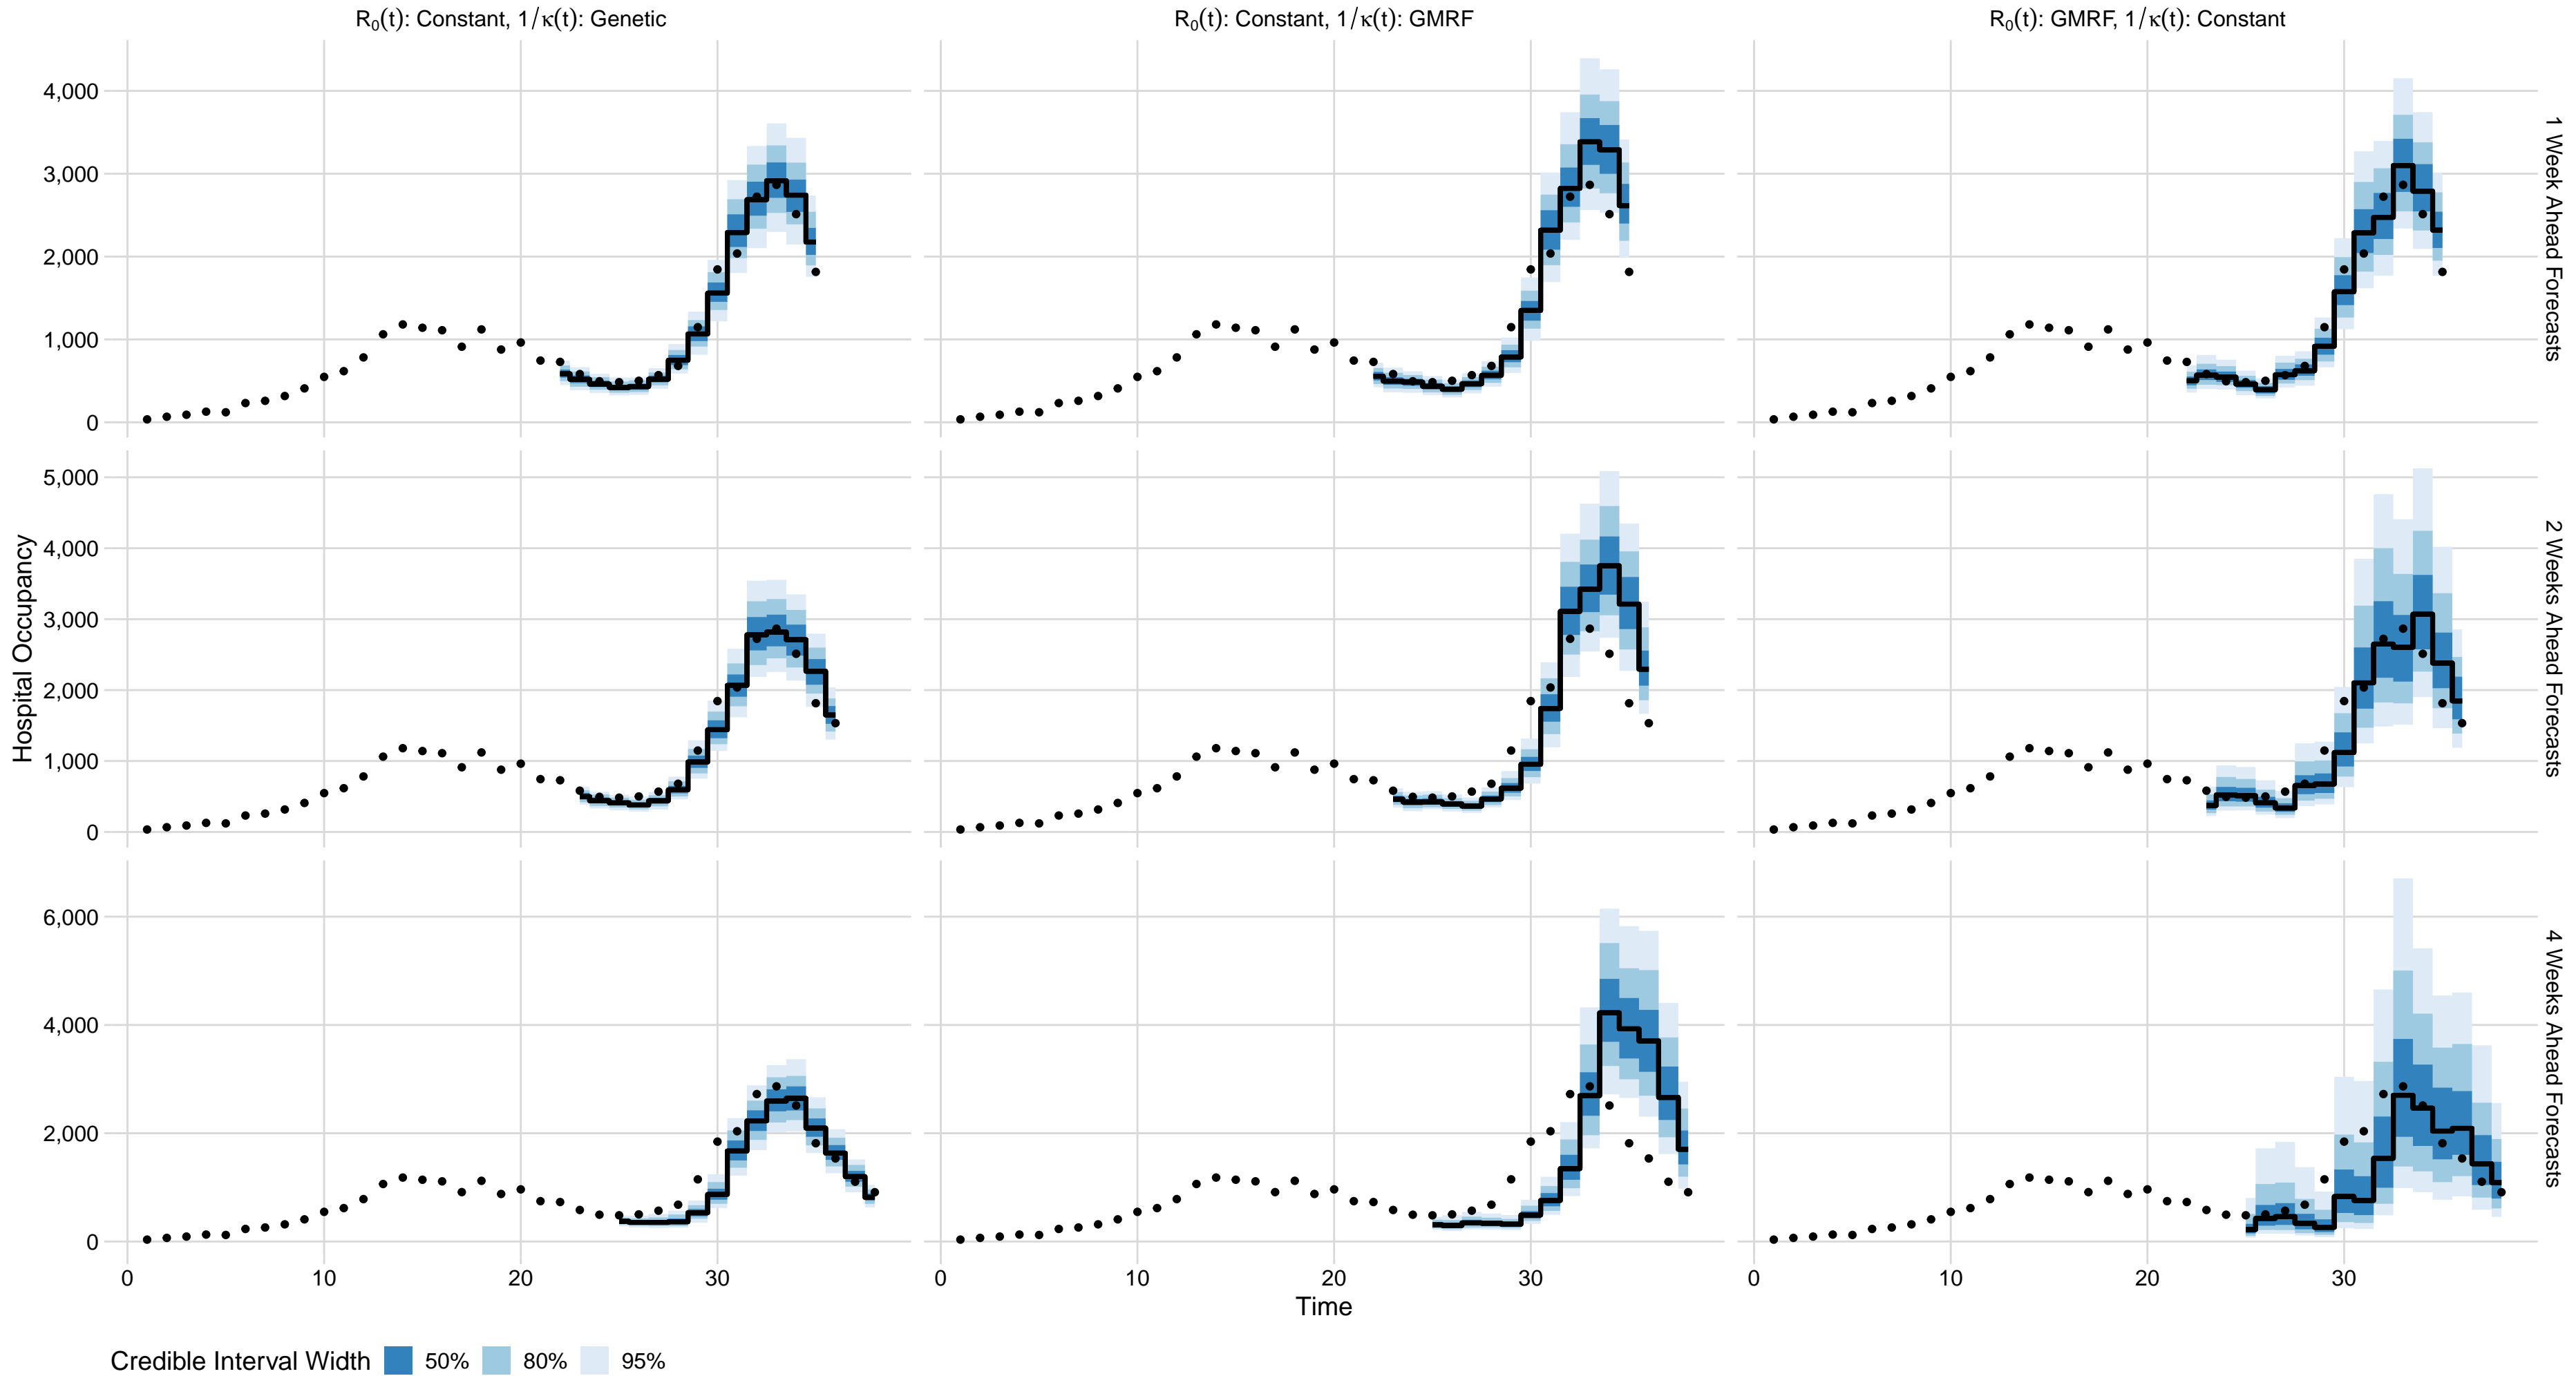 R₀(t): Constant, 1/κ(t): Genetic
R₀(t): Constant, 1/κ(t): GMRF
R₀(t): GMRF, 1/κ(t): Constant
4,000
3,000
2,000
1,000
0
1 Week Ahead Forecasts
5,000
4,000
3,000
2,000
1,000
0
2 Weeks Ahead Forecasts
Hospital Occupancy
6,000
4,000
2,000
0
4 Weeks Ahead Forecasts
0 10 20 30
0 10 20 30
0 10 20 30
Time
Credible Interval Width 50% 80% 95%